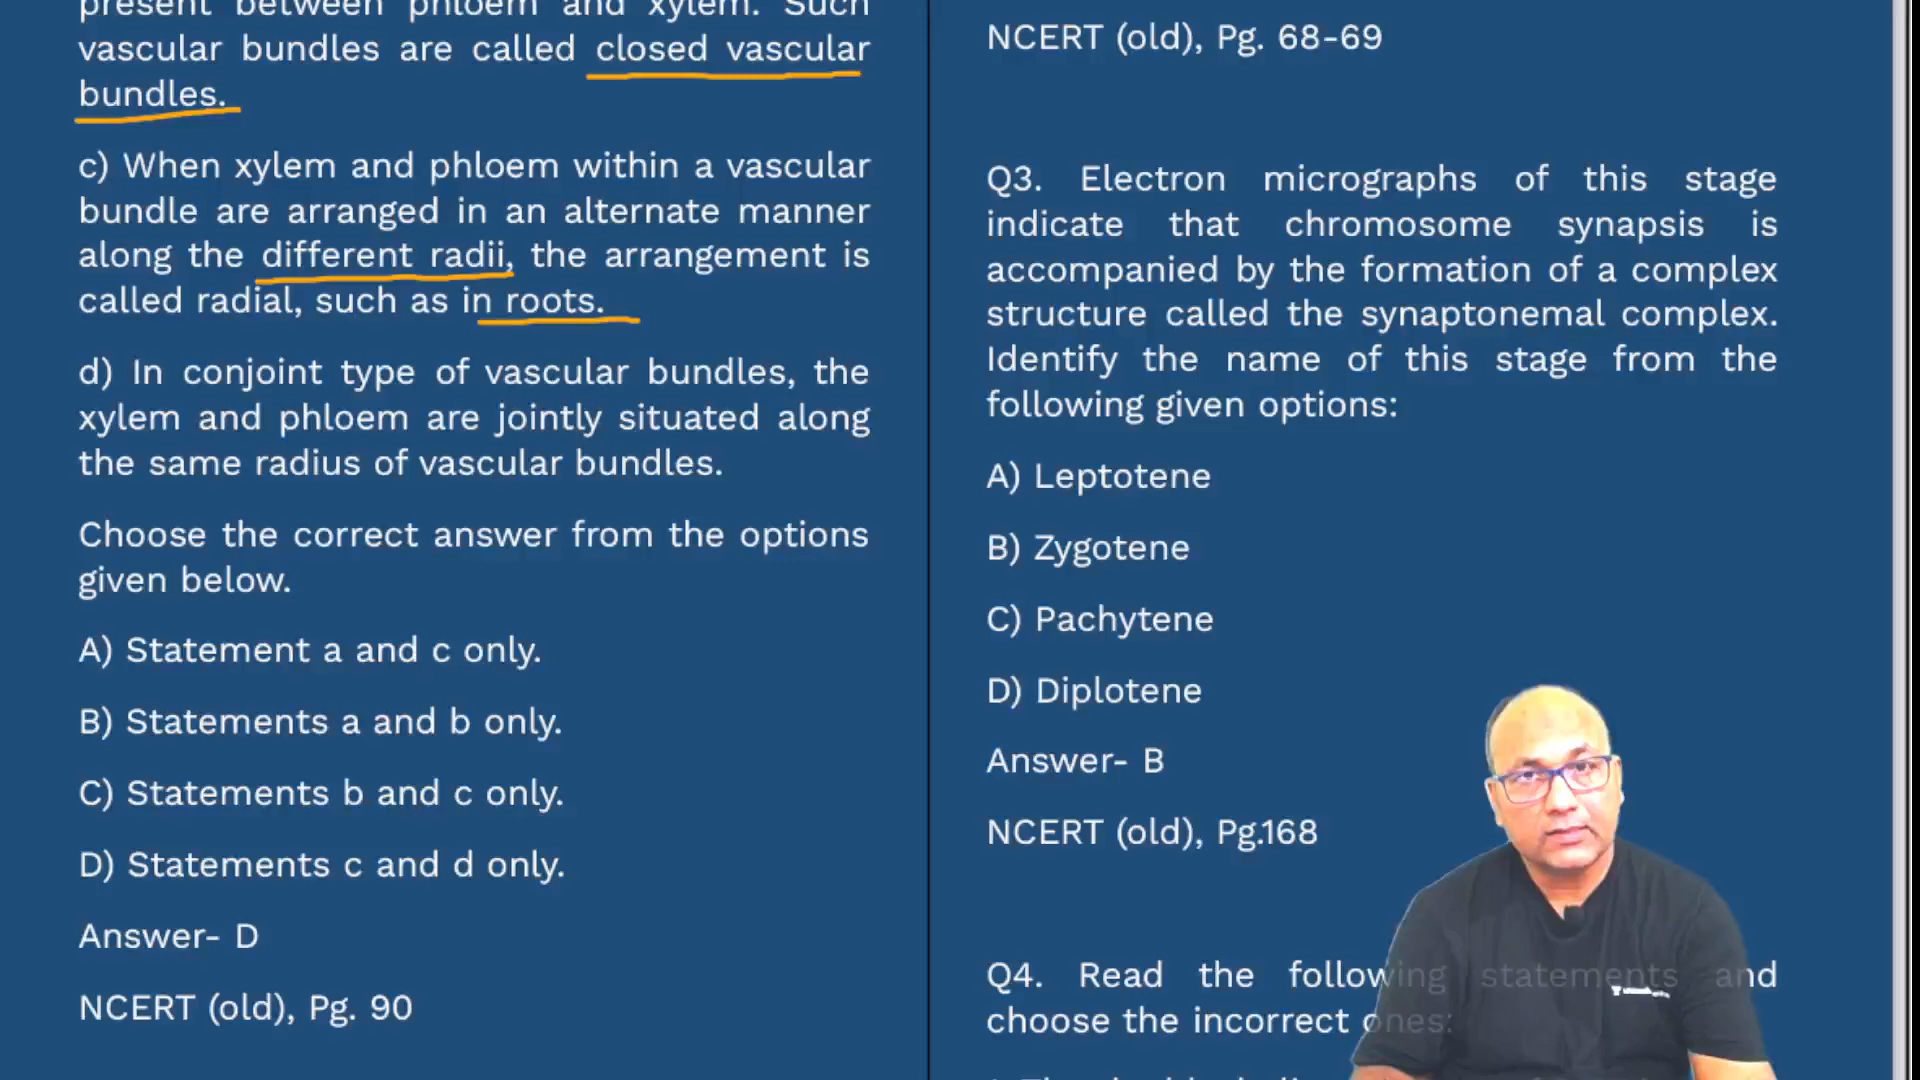 present between phloem and xylem. Such
vascular bundles are called closed vascular
bundles.
c) When xylem and phloem within a vascular
bundle are arranged in an alternate manner
along the different radii, the arrangement is
called radial, such as in roots.
d) In conjoint type of vascular bundles, the
xylem and phloem are jointly situated along
the same radius of vascular bundles.
Choose the correct answer from the options
given below.
A) Statement a and c only.
B) Statements a and b only.
C) Statements b and c only.
D) Statements c and d only.
Answer- D
NCERT (old), Pg. 90
NCERT (old), Pg. 68-69
Q3. Electron micrographs of this stage
indicate that chromosome synapsis is
accompanied by the formation of a complex
structure called the synaptonemal complex.
Identify the name of this stage from the
following given options:
A) Leptotene
B) Zygotene
C) Pachytene
D) Diplotene
Answer- B
NCERT (old), Pg.168
Q4. Read the following statements and
choose the incorrect ones: